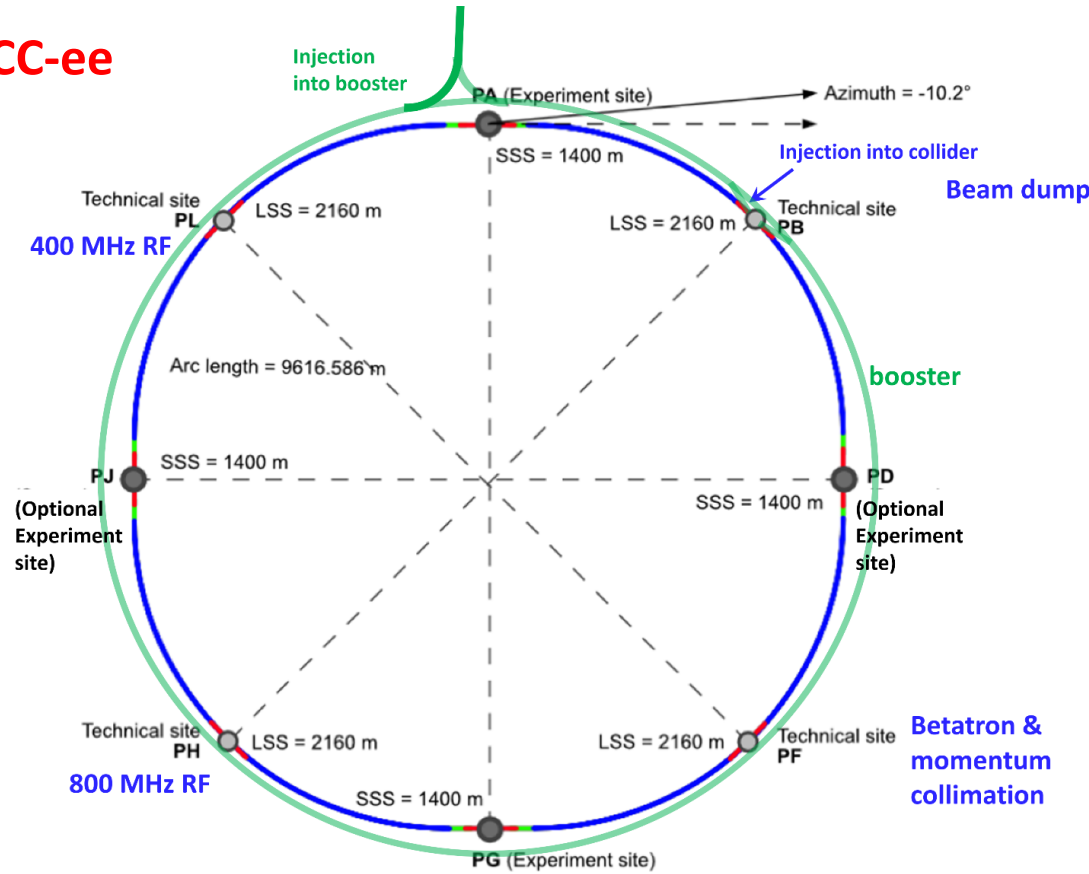 CC-ee
Injection
into booster
PA (Experiment site)
Azimuth = -10.2°
SSS = 1400 m
Injection into collider
Beam dump
Technical site
PL
LSS = 2160 m
400 MHz RF
LSS = 2160 m
Technical site
PB
Arc length = 9616.586 m
booster
PJ
SSS = 1400 m
(Optional
Experiment
site)
PD
SSS = 1400 m
(Optional
Experiment
site)
Technical site
PH
LSS = 2160 m
800 MHz RF
LSS = 2160 m
Technical site
PF
Betatron &
momentum
collimation
SSS = 1400 m
PG (Experiment site)